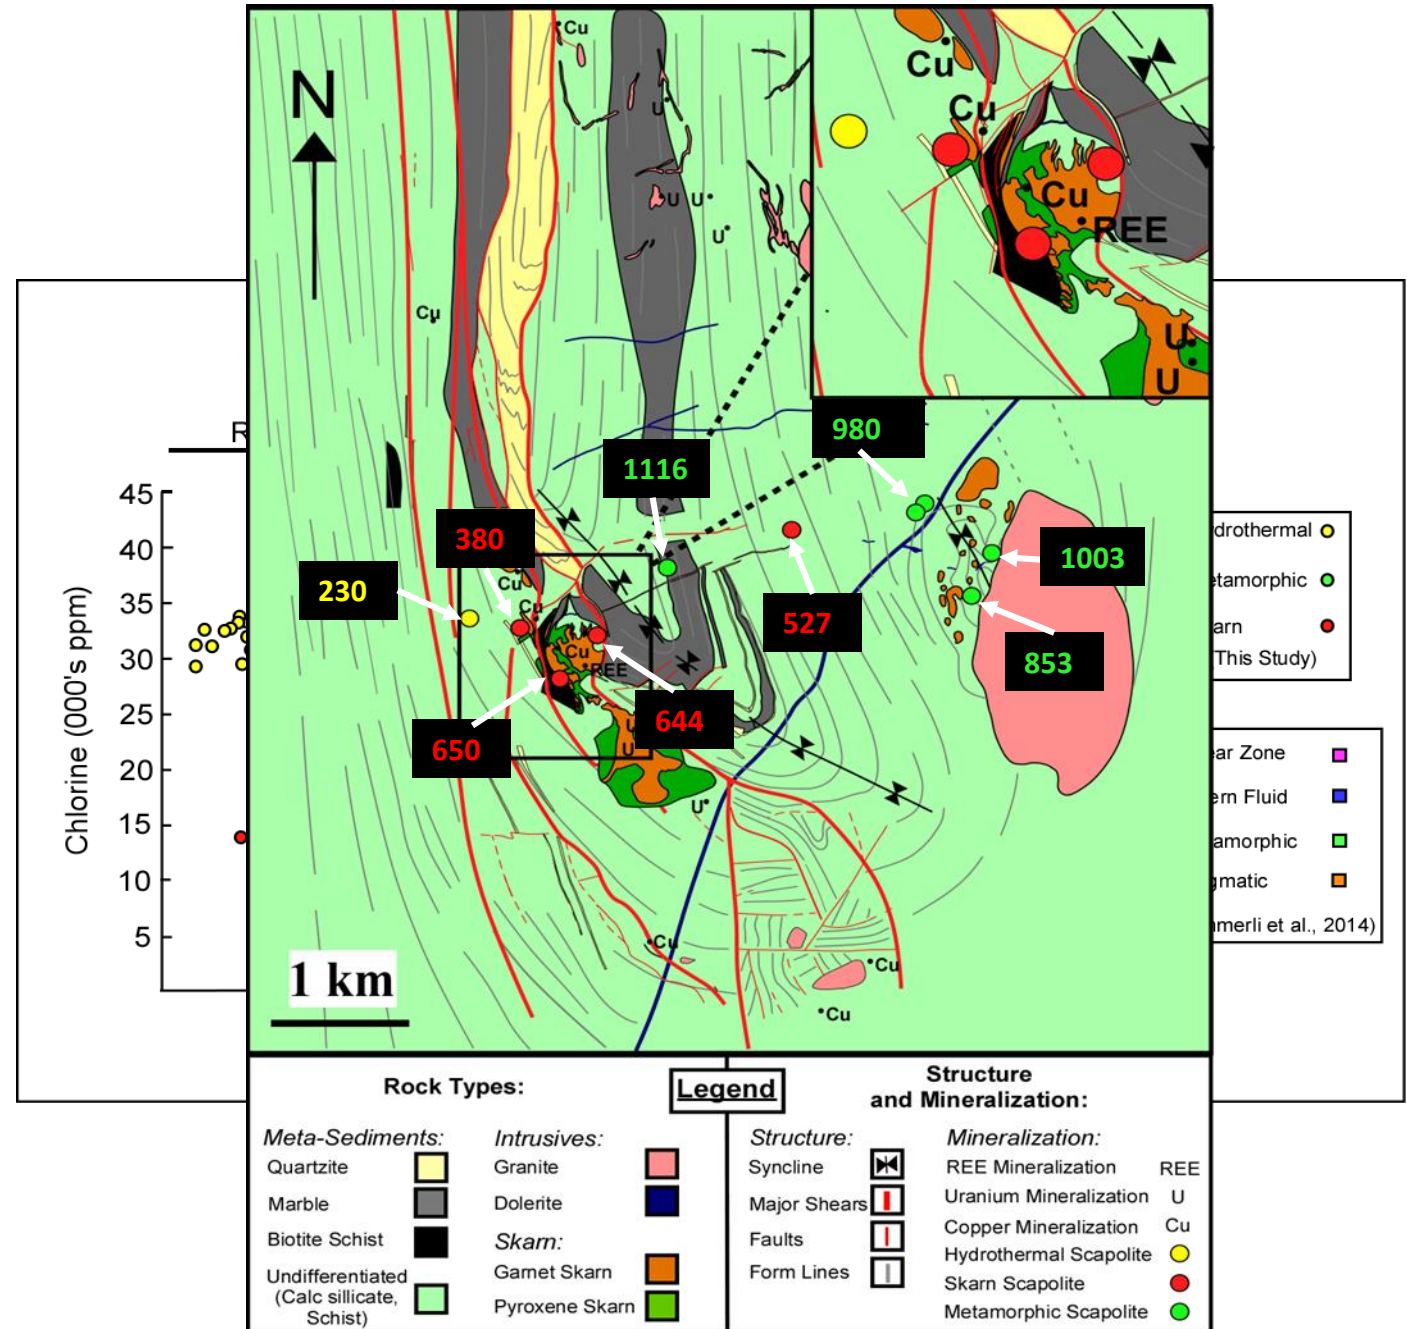 N
Cu
U
U
U
U
Cu
Cu
Cu
Cu
REE
U
U
980
1116
380
230
1003
527
853
644
650
Cu
Cu
Cu
REE
U
U
U
Cu
Cu
Cu
1 km
R
45
40
35
30
25
20
15
10
5
Chlorine (000's ppm)
drothermal
etamorphic
arn
This Study)
ear Zone
ern Fluid
amorphic
gmatic
merli et al., 2014)
Legend
Rock Types:
Meta-Sediments:
Quartzite
Marble
Biotite Schist
Undifferentiated
(Calc sillicate,
Schist)
Intrusives:
Granite
Dolerite
Skarn:
Garnet Skarn
Pyroxene Skarn
Structure
and Mineralization:
Structure:
Syncline
Major Shears
Faults
Form Lines
Mineralization:
REE Mineralization REE
Uranium Mineralization U
Copper Mineralization Cu
Hydrothermal Scapolite
Skarn Scapolite
Metamorphic Scapolite